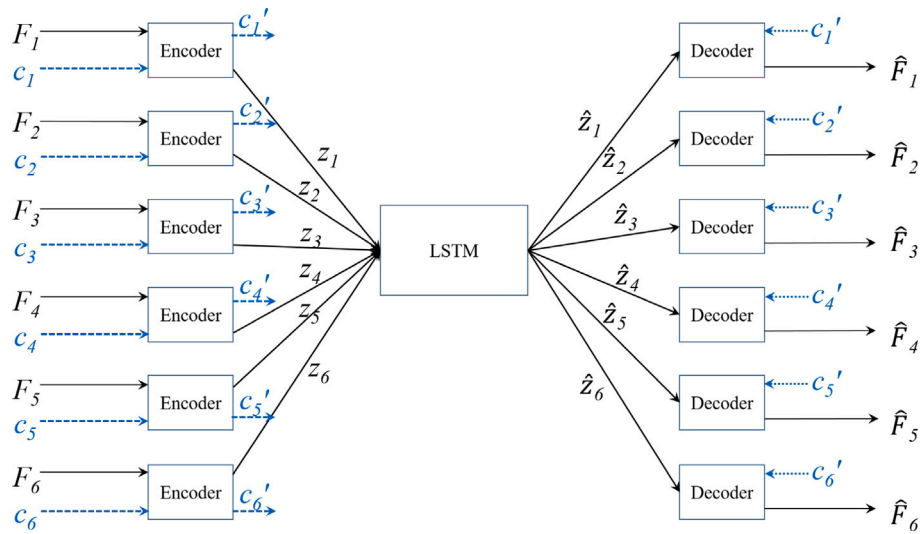 F₁ c₁ Encoder c₁′
z₁
F₂ c₂ Encoder c₂′
z₂
F₃ c₃ Encoder c₃′
z₃
F₄ c₄ Encoder c₄′
z₄
F₅ c₅ Encoder c₅′
z₅
F₆ c₆ Encoder c₆′
z₆
LSTM
ẑ₁
Decoder c₁′ F̂₁
ẑ₂
Decoder c₂′ F̂₂
ẑ₃
Decoder c₃′ F̂₃
ẑ₄
Decoder c₄′ F̂₄
ẑ₅
Decoder c₅′ F̂₅
ẑ₆
Decoder c₆′ F̂₆